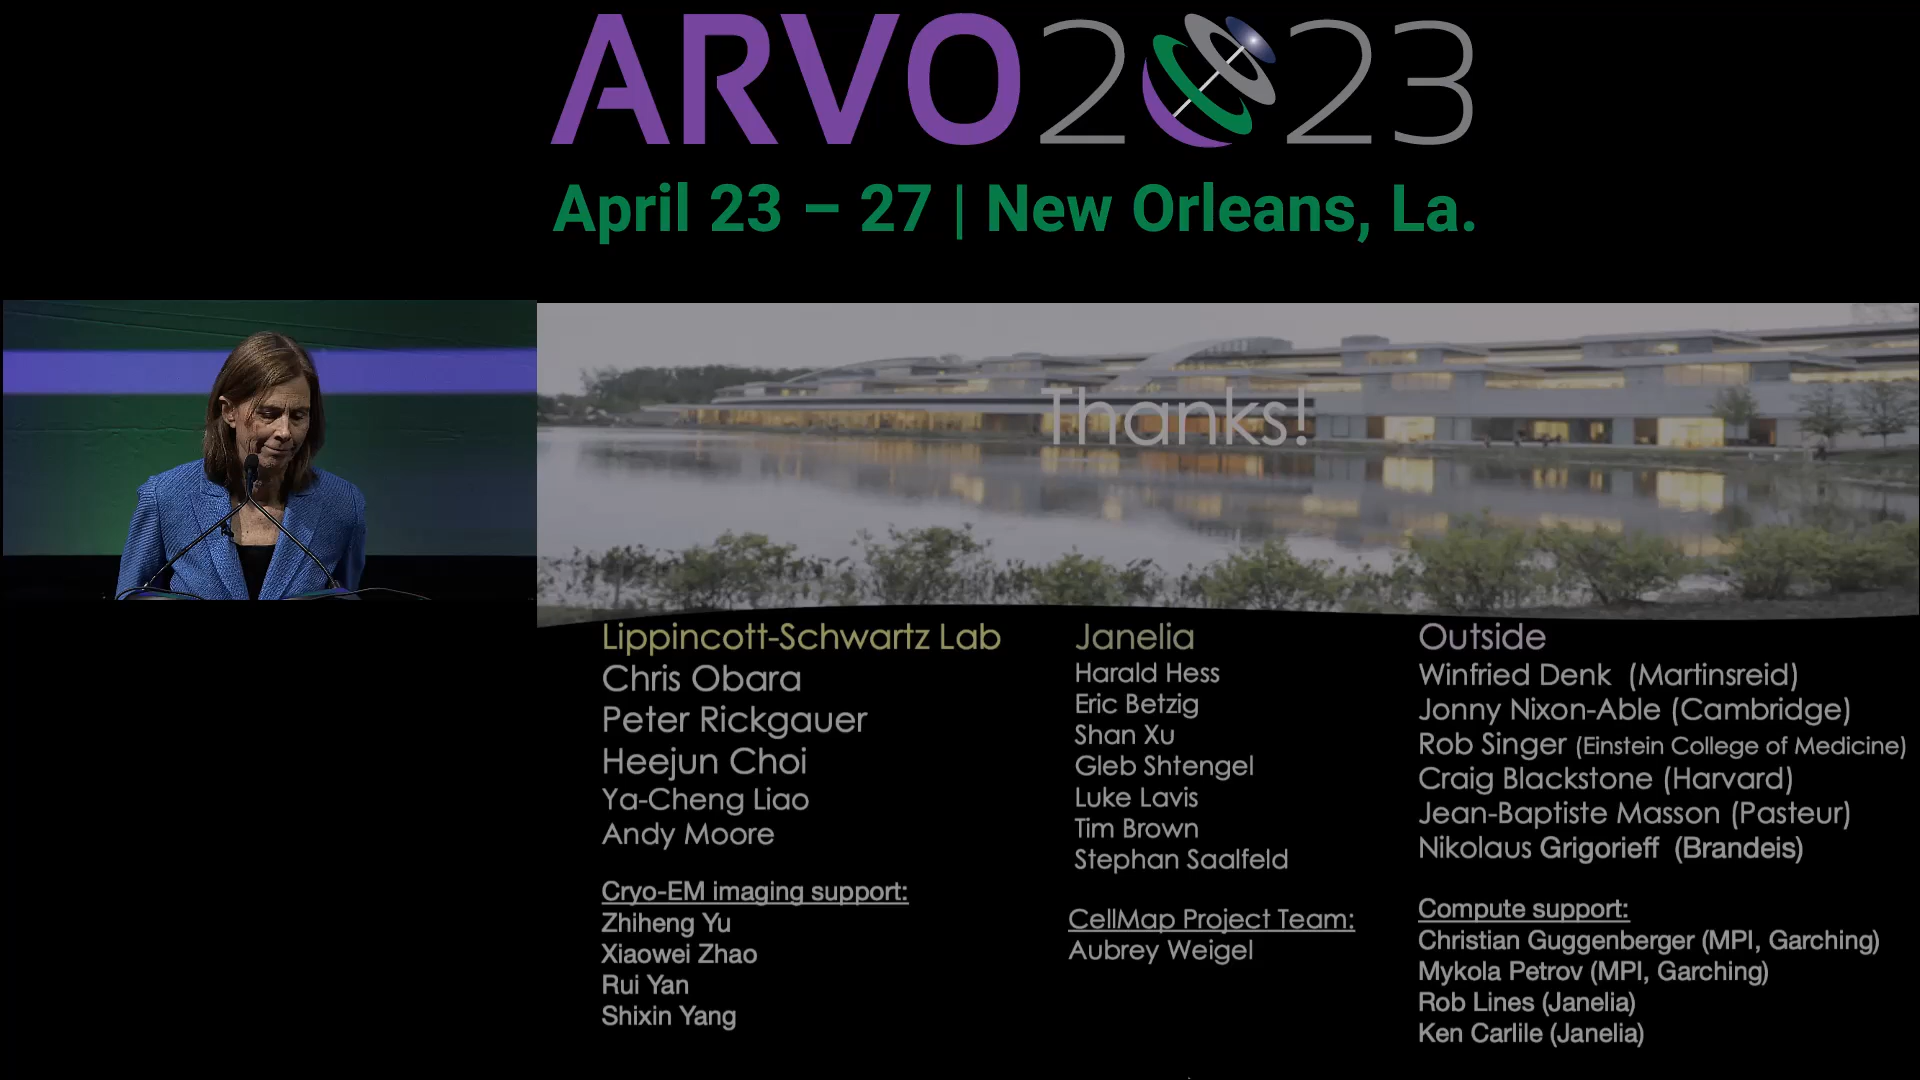 ARVO2023
April 23 – 27 | New Orleans, La.
Thanks!
Lippincott-Schwartz Lab
Chris Obara
Peter Rickgauer
Heejun Choi
Ya-Cheng Liao
Andy Moore
Cryo-EM imaging support:
Zhiheng Yu
Xiaowei Zhao
Rui Yan
Shixin Yang
Janelia
Harald Hess
Eric Betzig
Shan Xu
Gleb Shtengel
Luke Lavis
Tim Brown
Stephan Saalfeld
CellMap Project Team:
Aubrey Weigel
Outside
Winfried Denk (Martinsreid)
Jonny Nixon-Able (Cambridge)
Rob Singer (Einstein College of Medicine)
Craig Blackstone (Harvard)
Jean-Baptiste Masson (Pasteur)
Nikolaus Grigorieff (Brandeis)
Compute support:
Christian Guggenberger (MPI, Garching)
Mykola Petrov (MPI, Garching)
Rob Lines (Janelia)
Ken Carlile (Janelia)